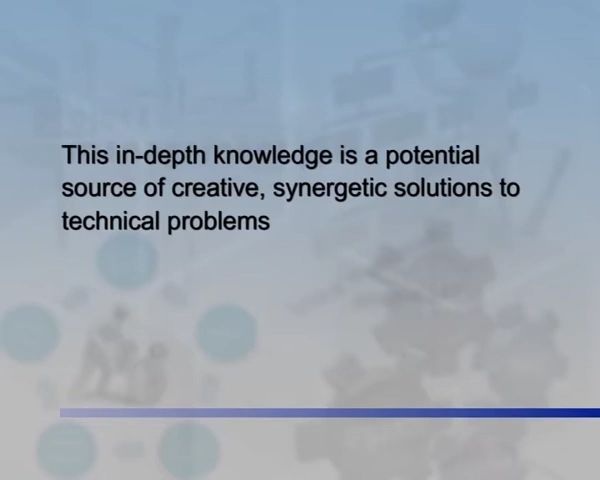 This in-depth knowledge is a potential
source of creative, synergetic solutions to
technical problems